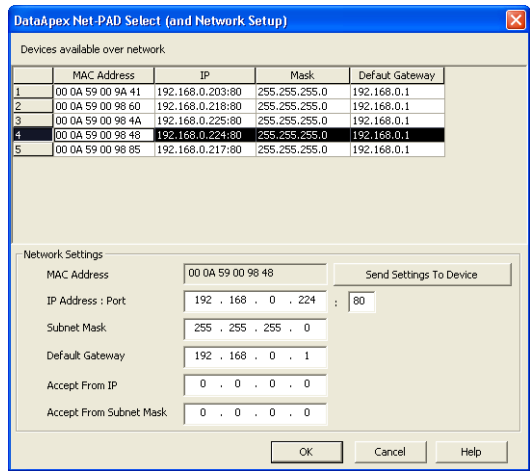 DataApex Net-PAD Select (and Network Setup)
Devices available over network
MAC Address IP Mask Defaut Gateway
1 00 0A 59 00 9A 41 192.168.0.203:80 255.255.255.0 192.168.0.1
2 00 0A 59 00 98 60 192.168.0.218:80 255.255.255.0 192.168.0.1
3 00 0A 59 00 98 4A 192.168.0.225:80 255.255.255.0 192.168.0.1
4 00 0A 59 00 98 48 192.168.0.224:80 255.255.255.0 192.168.0.1
5 00 0A 59 00 98 85 192.168.0.217:80 255.255.255.0 192.168.0.1
Network Settings
MAC Address 00 0A 59 00 98 48 Send Settings To Device
IP Address : Port 192 . 168 . 0 . 224 : 80
Subnet Mask 255 . 255 . 255 . 0
Default Gateway 192 . 168 . 0 . 1
Accept From IP 0 . 0 . 0 . 0
Accept From Subnet Mask 0 . 0 . 0 . 0
OK Cancel Help